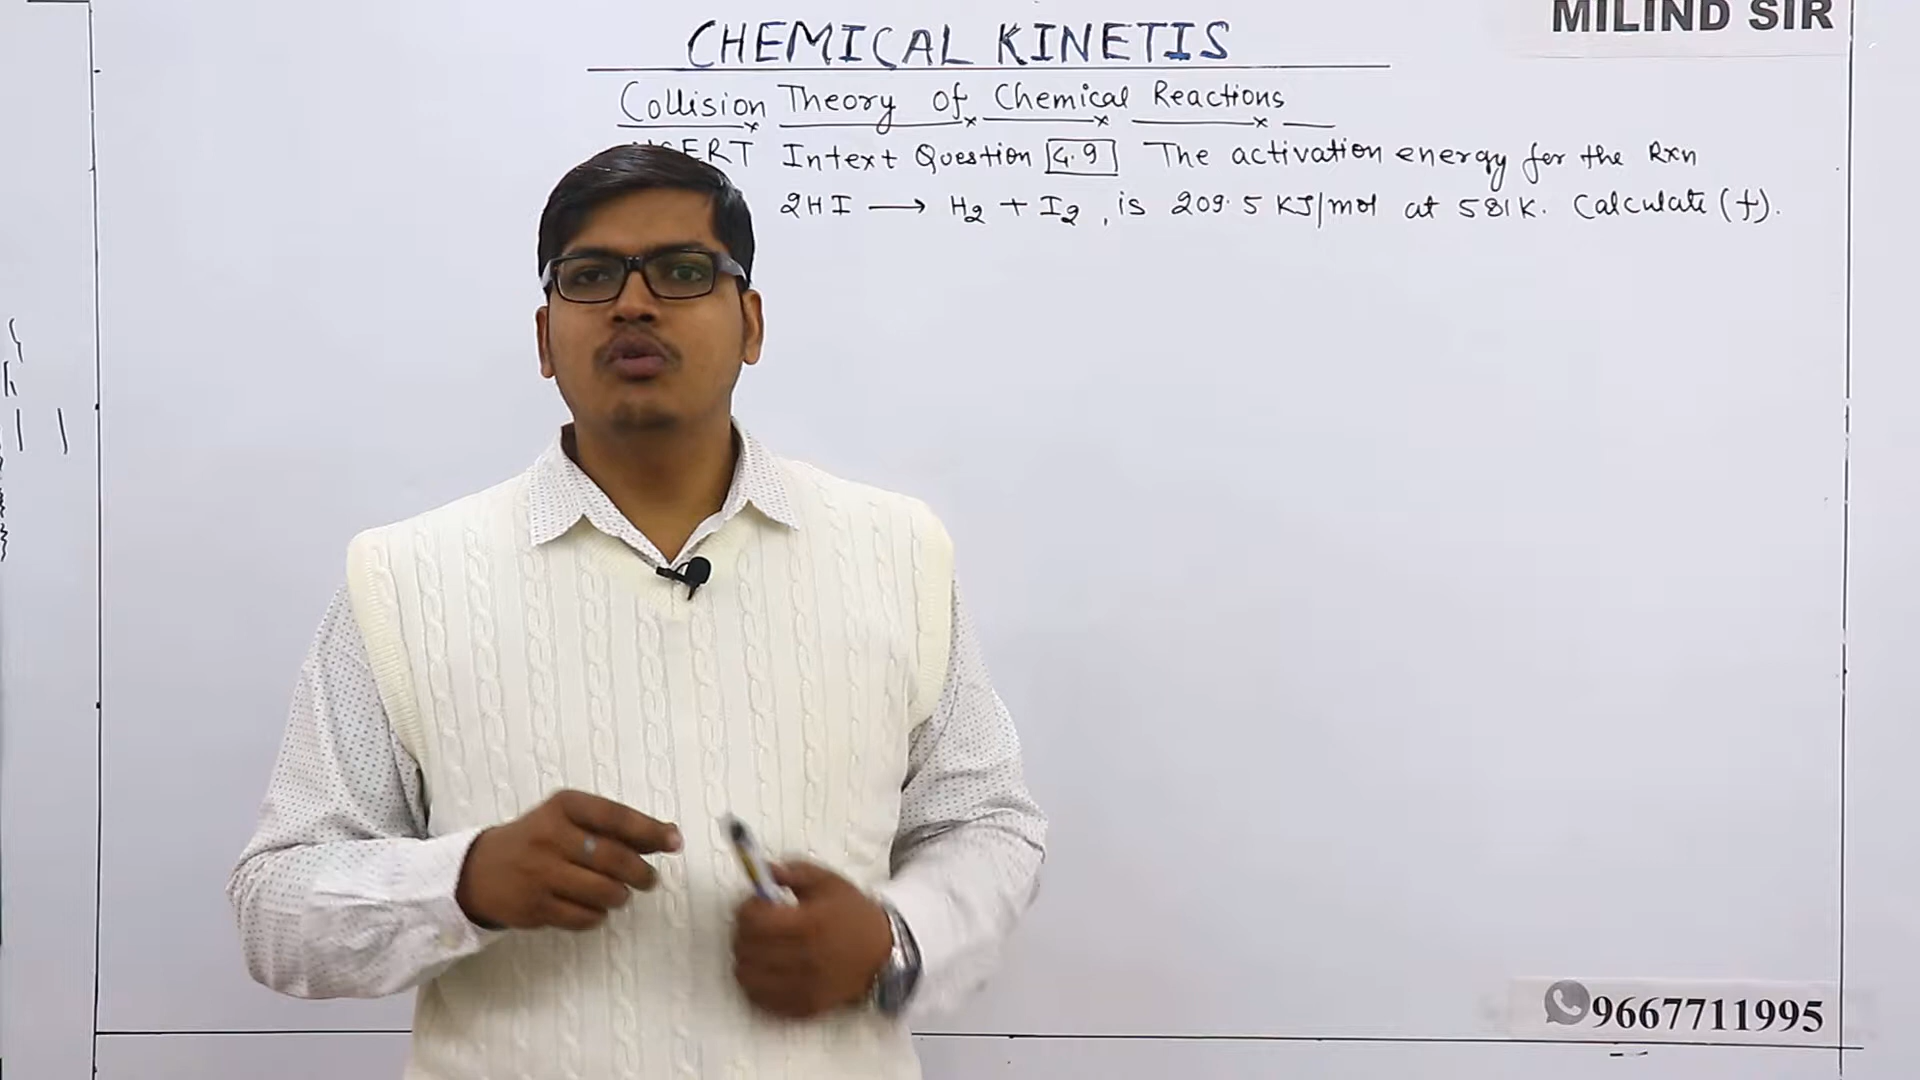 MILIND SIR
CHEMICAL KINETIS
Collision Theory of Chemical Reactions
Intext Question 4.9 The activation energy for the Rxn
2HI → H2 + I2, is 209.5 KJ/mol at 581K. Calculate (f).
9667711995